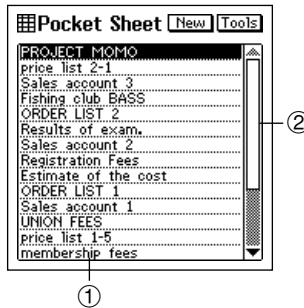 Pocket Sheet New Tools
PROJECT MOMO
price list 2-1
Sales account 3
Fishing club BASS
ORDER LIST 2
Results of exam.
Sales account 2
Registration Fees
Estimate of the cost
ORDER LIST 1
Sales account 1
UNION FEES
price list 1-5
membership fees
①
②